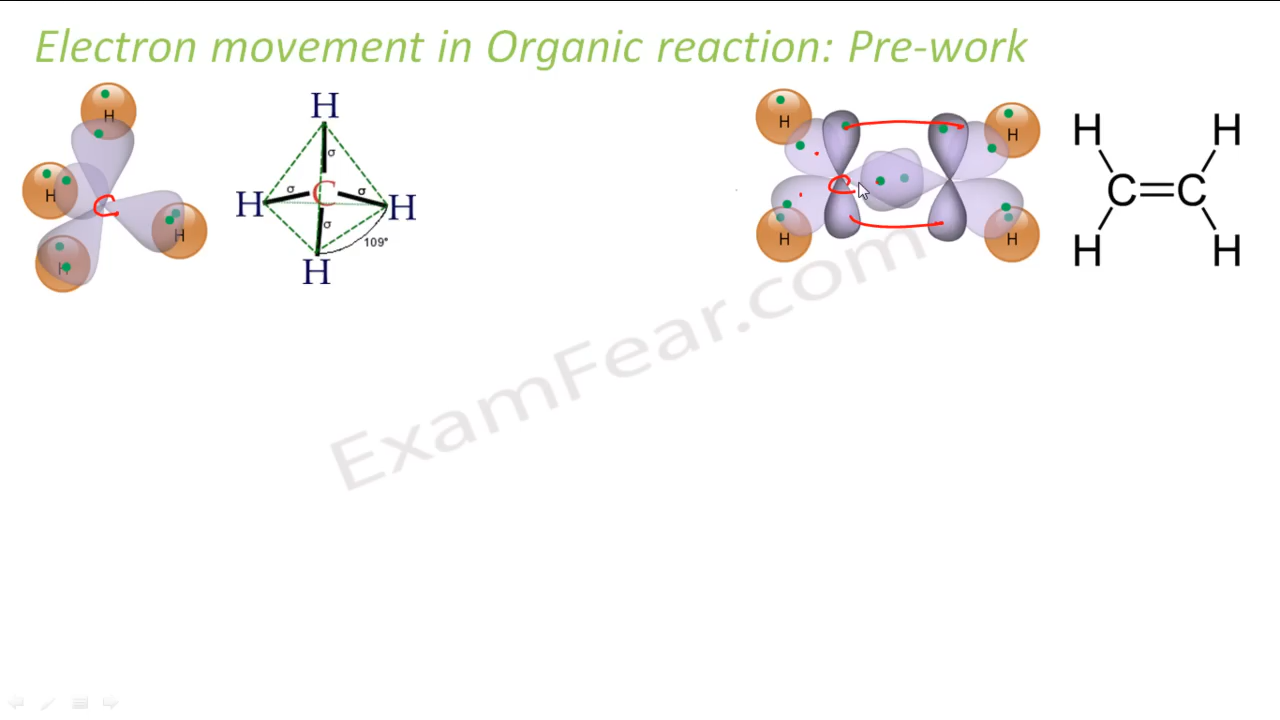 Electron movement in Organic reaction: Pre-work
H
H
H
H
C
H
σ
H
σ
C
σ
H
σ
109°
H
H
H
C
H
H
H
H
C=C
H
H
ExamFear.com